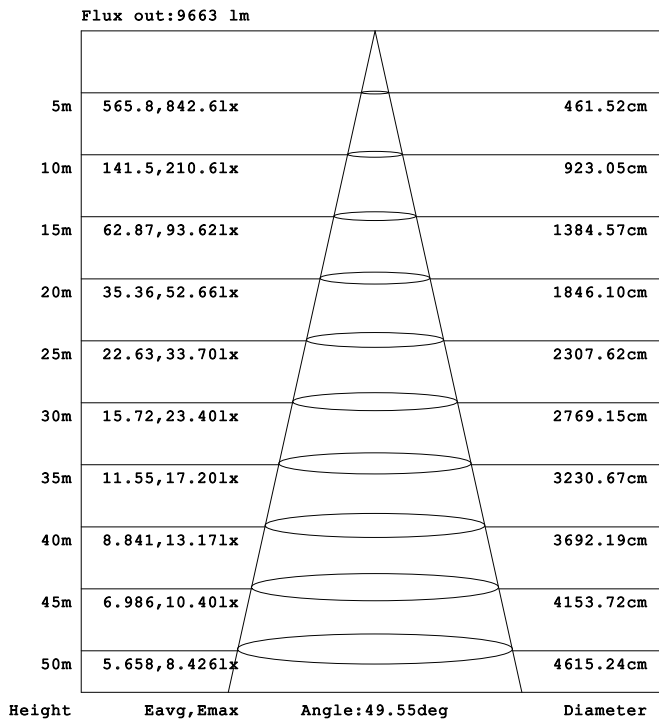 Flux out:9663 lm
5m 565.8,842.6lx 461.52cm
10m 141.5,210.6lx 923.05cm
15m 62.87,93.62lx 1384.57cm
20m 35.36,52.66lx 1846.10cm
25m 22.63,33.70lx 2307.62cm
30m 15.72,23.40lx 2769.15cm
35m 11.55,17.20lx 3230.67cm
40m 8.841,13.17lx 3692.19cm
45m 6.986,10.40lx 4153.72cm
50m 5.658,8.426lx 4615.24cm
Height Eavg,Emax Angle:49.55deg Diameter